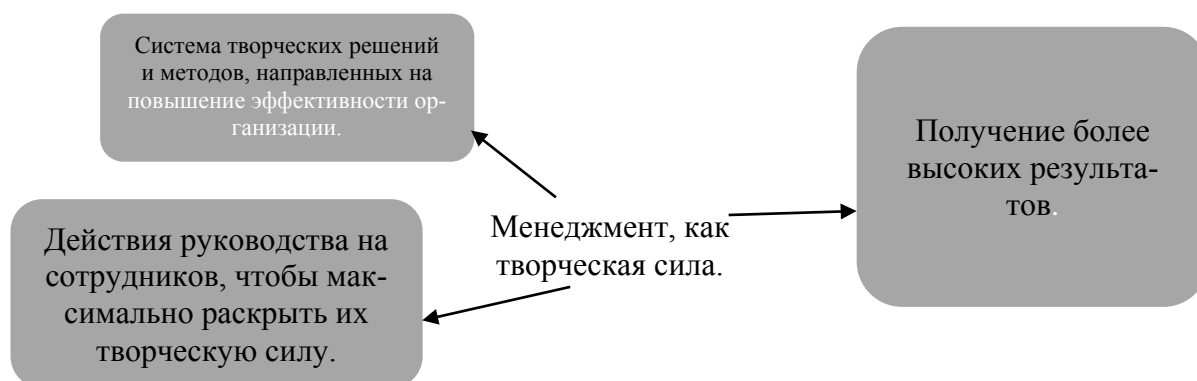 Система творческих решений
и методов, направленных на
повышение эффективности ор-
ганизации.
Действия руководства на
сотрудников, чтобы мак-
симально раскрыть их
творческую силу.
Менеджмент, как
творческая сила.
Получение более
высоких результа-
тов.